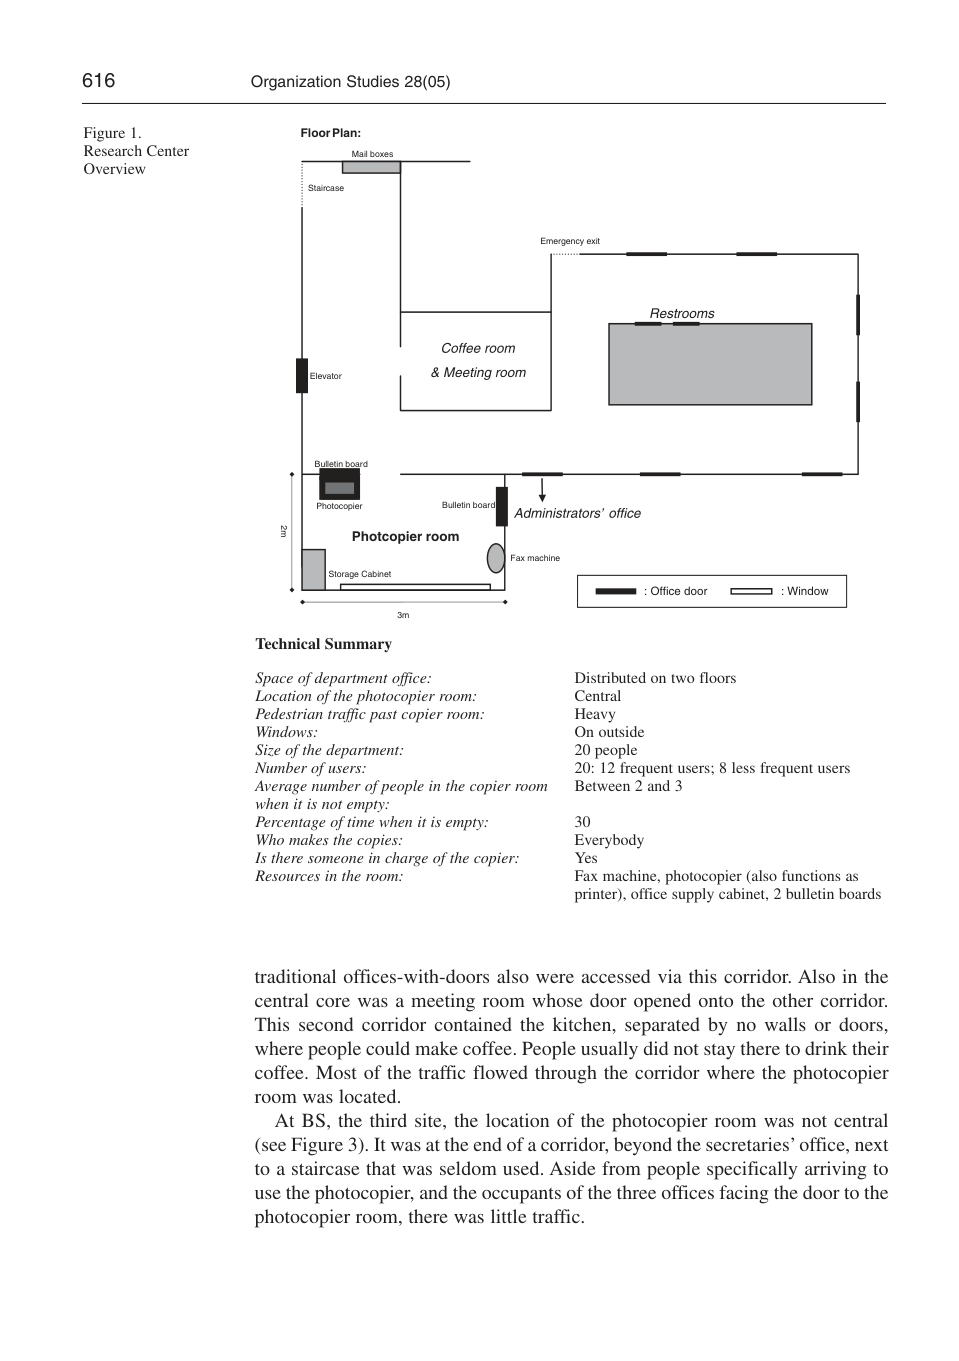 616
Organization Studies 28(05)
Figure 1.
Research Center
Overview
Floor Plan:
Mail boxes
Staircase
Emergency exit
Restrooms
Coffee room
& Meeting room
Elevator
Bulletin board
Photocopier
Bulletin board
Administrators' office
2m
Photcopier room
Fax machine
Storage Cabinet
: Office door
: Window
3m
Technical Summary
Space of department office: Distributed on two floors
Location of the photocopier room: Central
Pedestrian traffic past copier room: Heavy
Windows: On outside
Size of the department: 20 people
Number of users: 20: 12 frequent users; 8 less frequent users
Average number of people in the copier room Between 2 and 3
when it is not empty:
Percentage of time when it is empty: 30
Who makes the copies: Everybody
Is there someone in charge of the copier: Yes
Resources in the room: Fax machine, photocopier (also functions as
printer), office supply cabinet, 2 bulletin boards
traditional offices-with-doors also were accessed via this corridor. Also in the
central core was a meeting room whose door opened onto the other corridor.
This second corridor contained the kitchen, separated by no walls or doors,
where people could make coffee. People usually did not stay there to drink their
coffee. Most of the traffic flowed through the corridor where the photocopier
room was located.
At BS, the third site, the location of the photocopier room was not central
(see Figure 3). It was at the end of a corridor, beyond the secretaries' office, next
to a staircase that was seldom used. Aside from people specifically arriving to
use the photocopier, and the occupants of the three offices facing the door to the
photocopier room, there was little traffic.